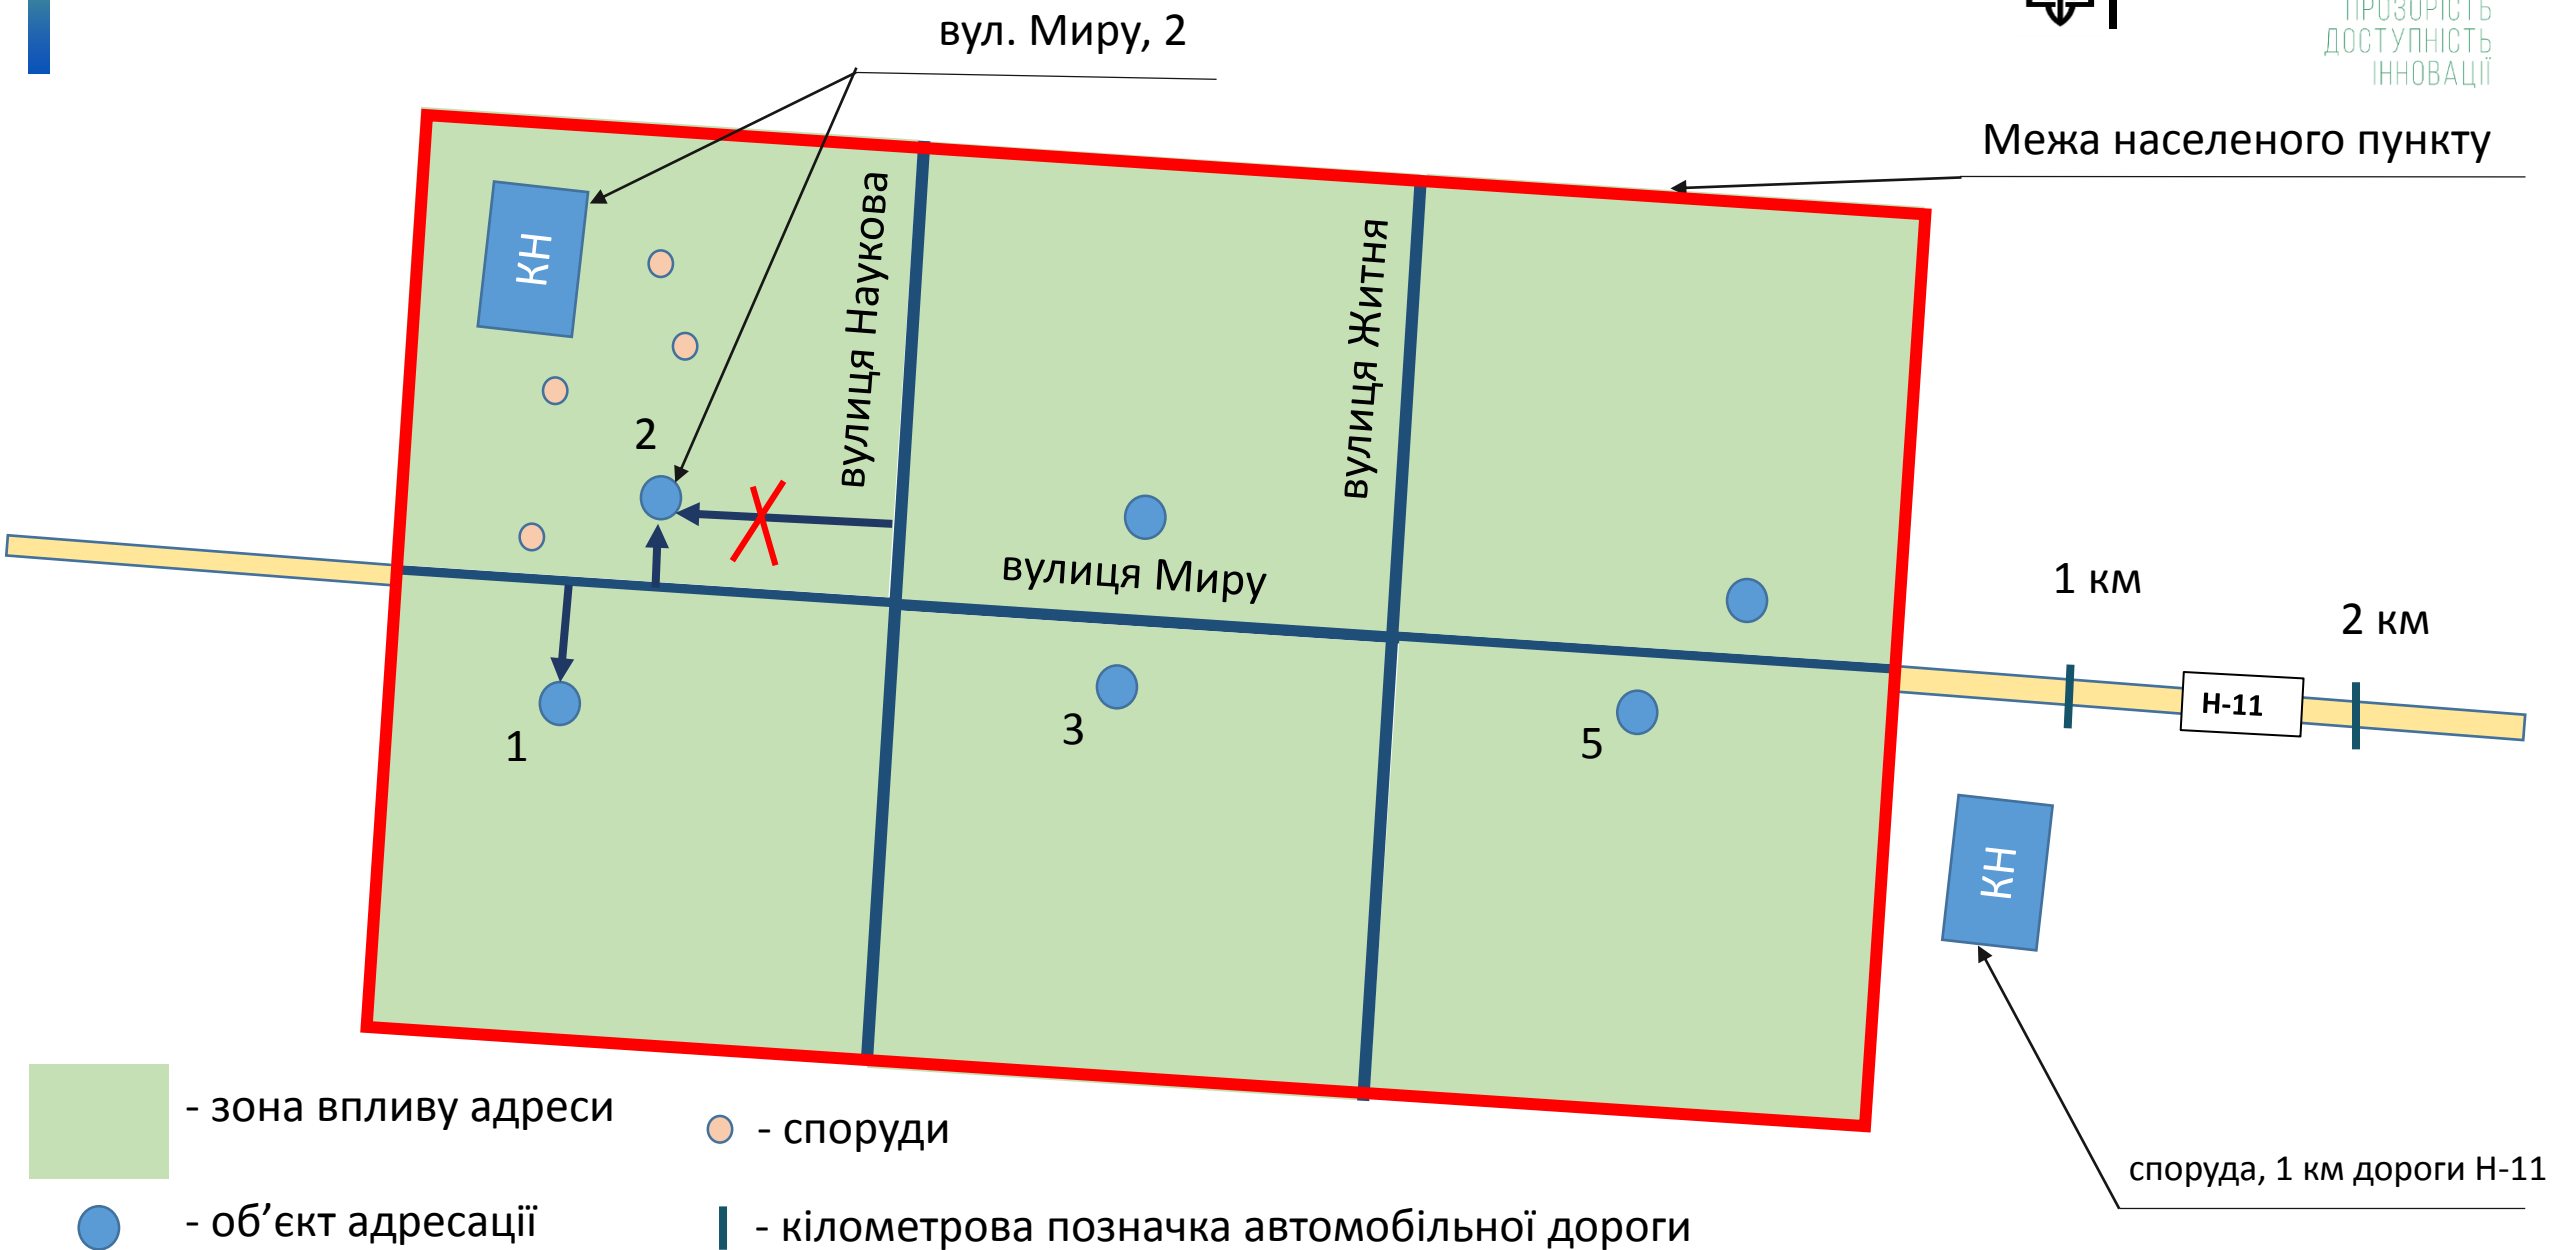 вул. Миру, 2
ПРОЗОРІСТЬ
ДОСТУПНІСТЬ
ІННОВАЦІЇ
Межа населеного пункту
КН
вулиця Наукова
вулиця Житня
2
вулиця Миру
1 км
2 км
Н-11
1
3
5
КН
- зона впливу адреси
- споруди
споруда, 1 км дороги Н-11
- об’єкт адресації
- кілометрова позначка автомобільної дороги